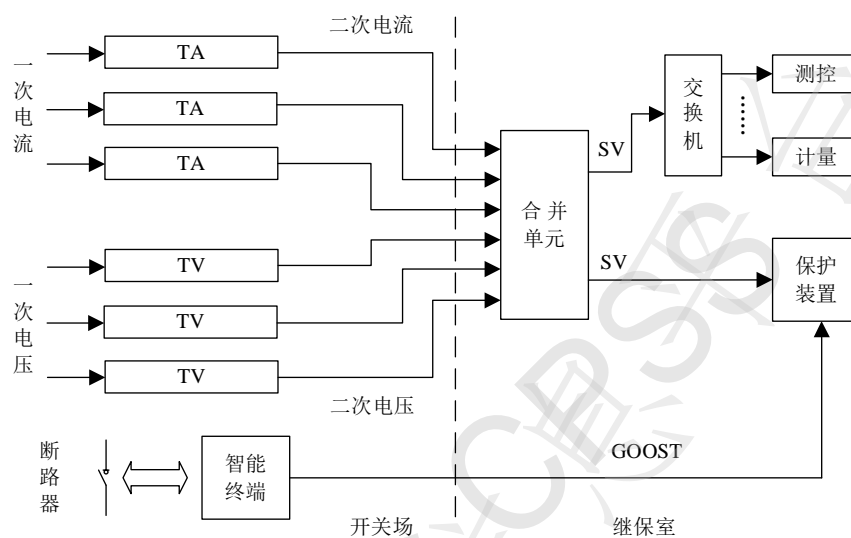 二次电流
一次电流
TA
TA
TA
一次电压
TV
TV
TV
二次电压
合并
单元
SV
SV
交换机
测控
计量
保护
装置
断路器
智能
终端
GOOST
开关场
继保室
CPSS